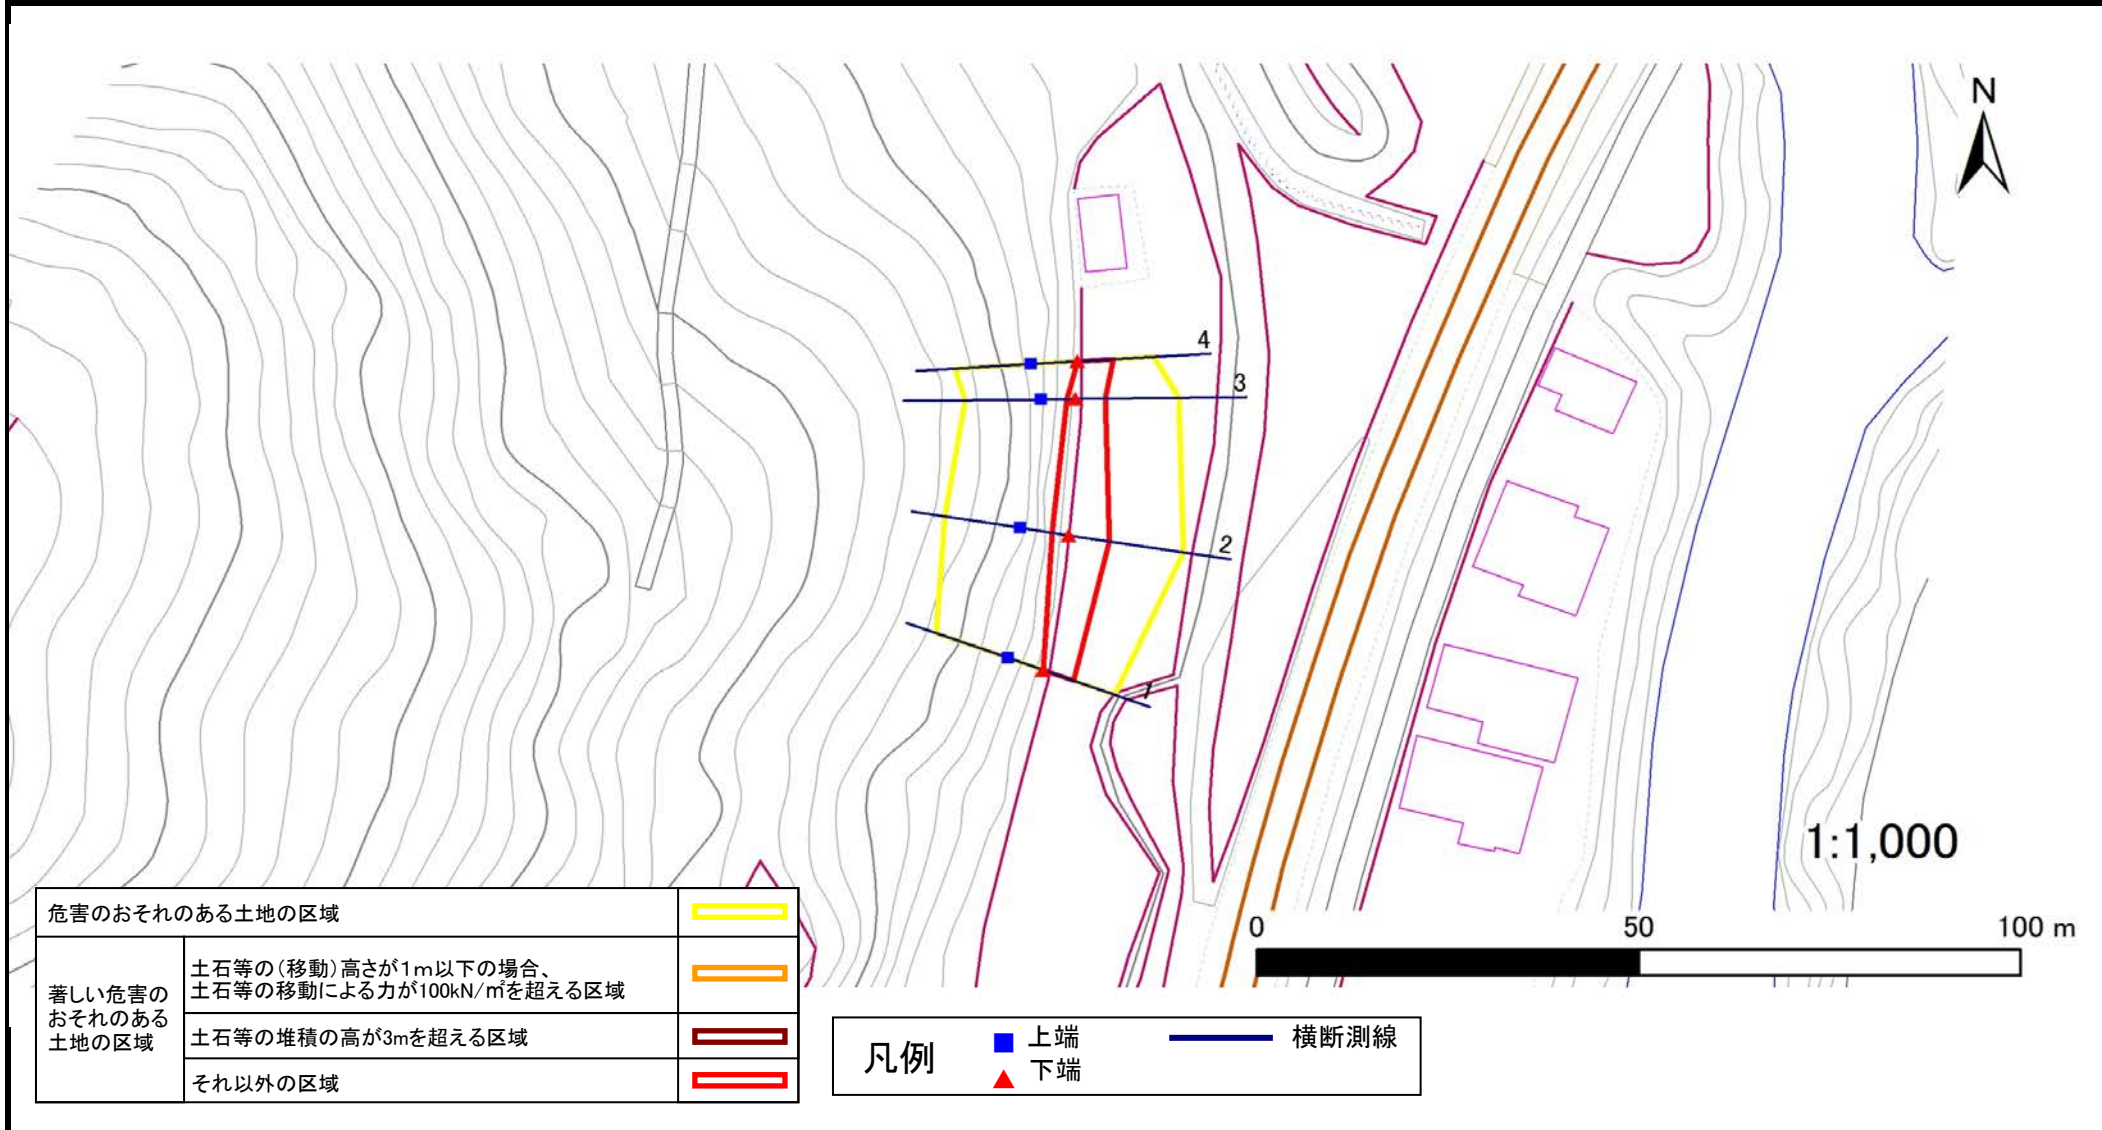 N
4
3
2
1
1:1,000
0 50 100 m
危害のおそれのある土地の区域
著しい危害の
おそれのある
土地の区域
土石等の(移動)高さが1m以下の場合、
土石等の移動による力が100kN/㎡を超える区域
土石等の堆積の高が3mを超える区域
それ以外の区域
凡例
上端
下端
横断測線